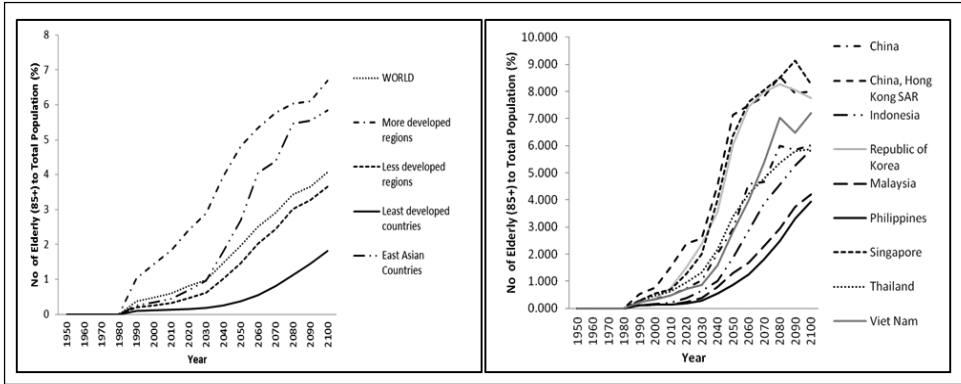 No of Elderly (85+) to Total Population (%)
8
7
6
5
4
3
2
1
0
1950
1960
1970
1980
1990
2000
2010
2020
2030
2040
2050
2060
2070
2080
2090
2100
Year
WORLD
More developed
regions
Less developed
regions
Least developed
countries
East Asian
Countries
No of Elderly (85+) to Total Population (%)
10.000
9.000
8.000
7.000
6.000
5.000
4.000
3.000
2.000
1.000
0.000
1950
1960
1970
1980
1990
2000
2010
2020
2030
2040
2050
2060
2070
2080
2090
2100
Year
China
China, Hong
Kong SAR
Indonesia
Republic of
Korea
Malaysia
Philippines
Singapore
Thailand
Viet Nam